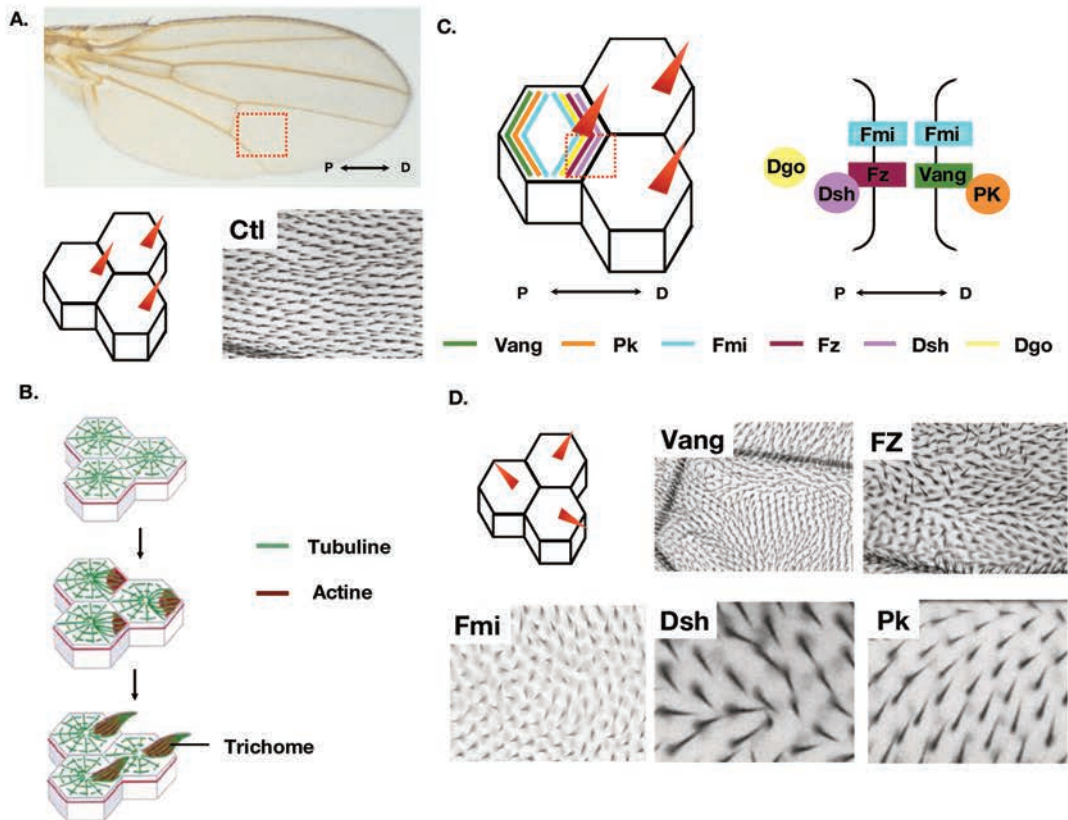 A.
P D
Ctl
B.
Tubuline
Actine
Trichome
C.
Fmi Fmi
Dgo
Fz Vang
Dsh PK
P D
P D
Vang Pk Fmi Fz Dsh Dgo
D.
Vang
FZ
Fmi
Dsh
Pk